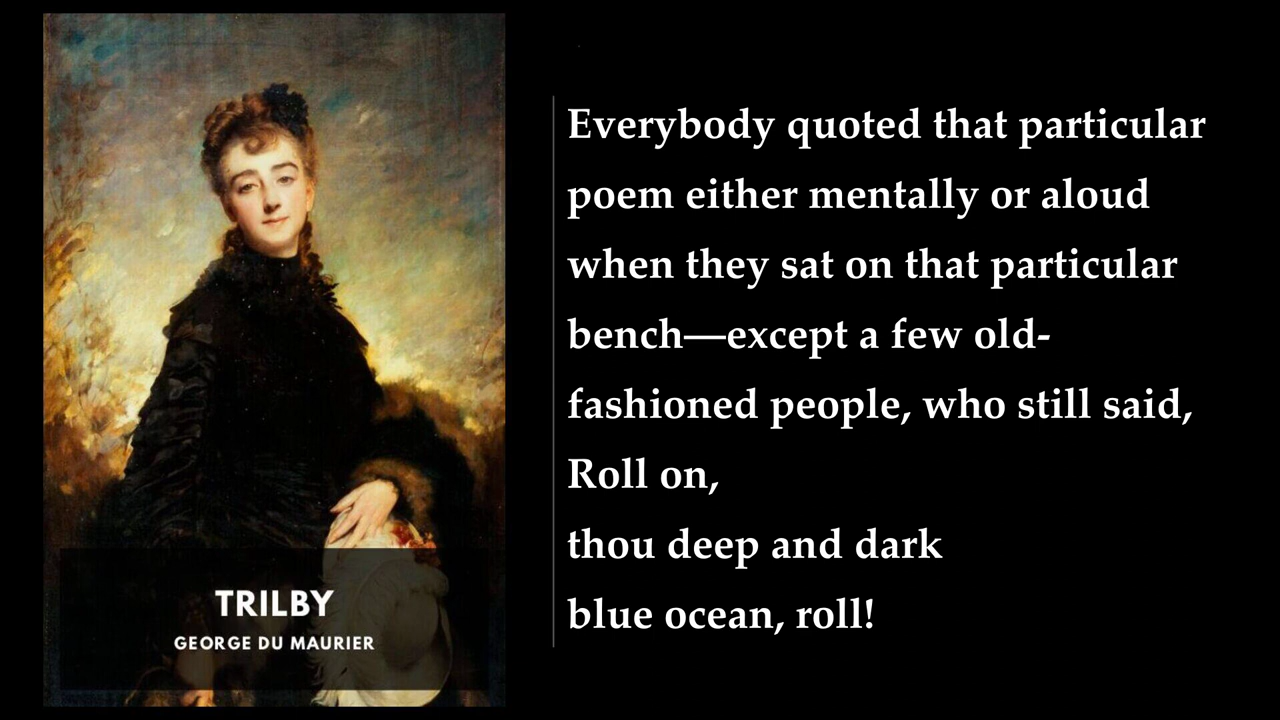 TRILBY
GEORGE DU MAURIER
Everybody quoted that particular
poem either mentally or aloud
when they sat on that particular
bench—except a few old-
fashioned people, who still said,
Roll on,
thou deep and dark
blue ocean, roll!